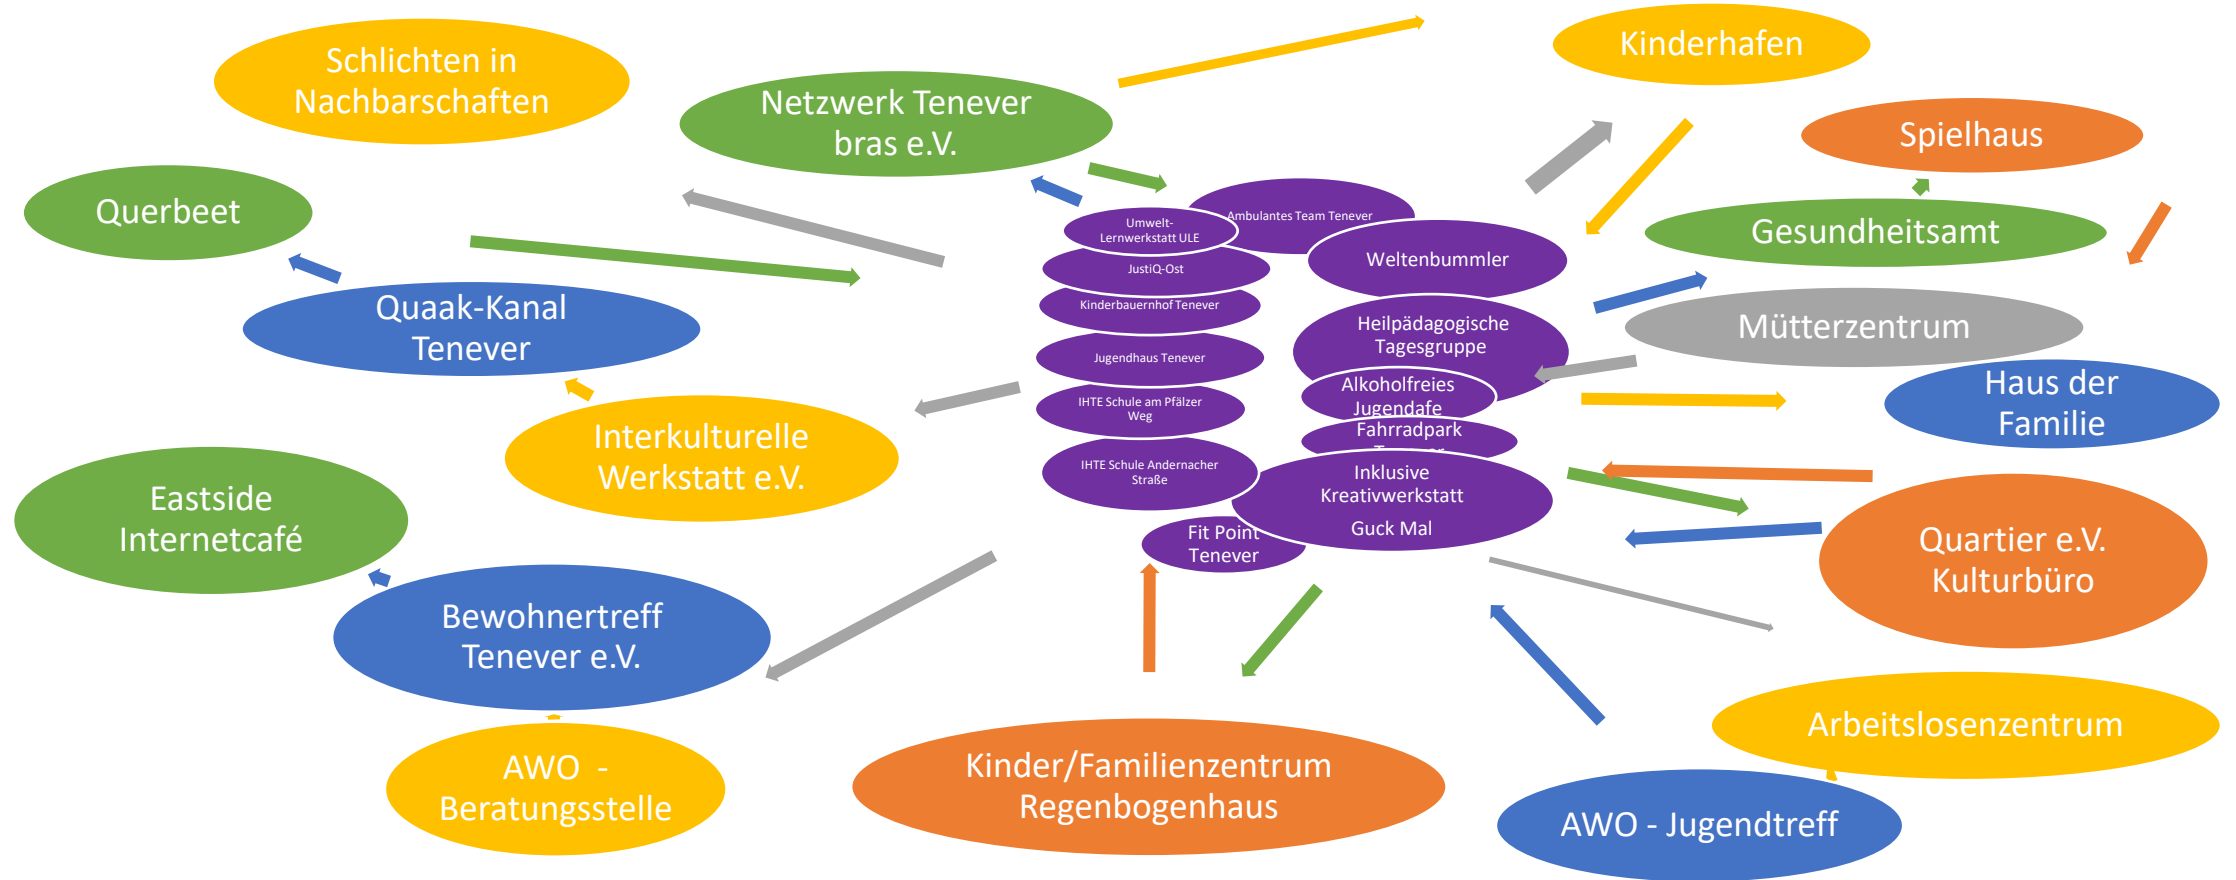 Schlichten in
Nachbarschaften
Netzwerk Tenever
bras e.V.
Kinderhafen
Spielhaus
Querbeet
Gesundheitsamt
Quaak-Kanal
Tenever
Mütterzentrum
Haus der
Familie
Interkulturelle
Werkstatt e.V.
Eastside
Internetcafé
Quartier e.V.
Kulturbüro
Bewohnertreff
Tenever e.V.
Arbeitslosenzentrum
AWO -
Beratungsstelle
Kinder/Familienzentrum
Regenbogenhaus
AWO - Jugendtreff
Umwelt-
Lernwerkstatt ULE
JustiQ-Ost
Kinderbauernhof Tenever
Jugendhaus Tenever
IHTE Schule am Pfälzer
Weg
IHTE Schule Andernacher
Straße
Ambulantes Team Tenever
Weltenbummler
Heilpädagogische
Tagesgruppe
Alkoholfreies
Jugendafe
Fahrradpark
Inklusive
Kreativwerkstatt
Guck Mal
Fit Point
Tenever